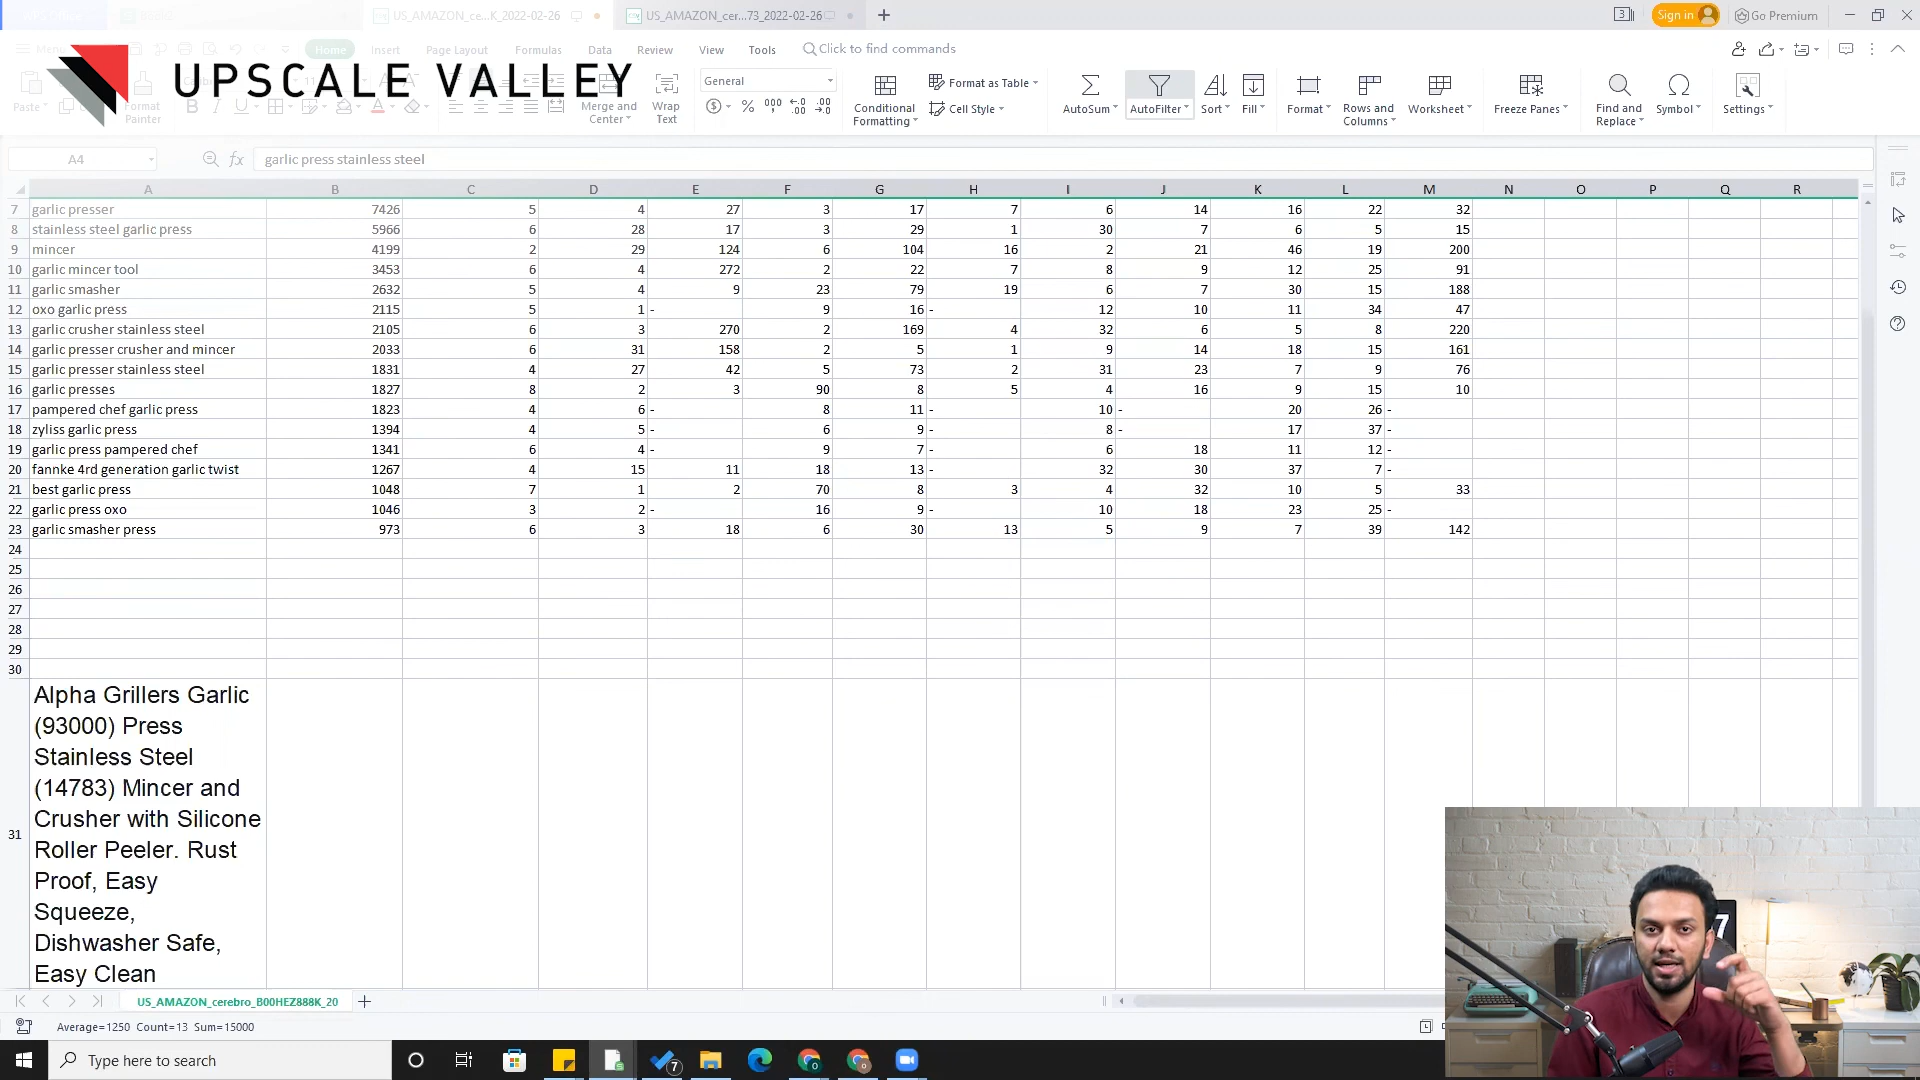 US_AMAZON_ce...K_2022-02-26
US_AMAZON_cer...73_2022-02-26
Sign in
Go Premium
Menu
Home
Insert
Page Layout
Formulas
Data
Review
View
Tools
Click to find commands
UPSCALE VALLEY
Paste
Format Painter
Merge and Center
Wrap Text
General
Conditional Formatting
Format as Table
Cell Style
AutoSum
AutoFilter
Sort
Fill
Format
Rows and Columns
Worksheet
Freeze Panes
Find and Replace
Symbol
Settings
A4
fx
garlic press stainless steel
A B C D E F G H I J K L M N O P Q R
7 garlic presser 7426 5 4 27 3 17 7 6 14 16 22 32
8 stainless steel garlic press 5966 6 28 17 3 29 1 30 7 6 5 15
9 mincer 4199 2 29 124 6 104 16 2 21 46 19 200
10 garlic mincer tool 3453 6 4 272 2 22 7 8 9 12 25 91
11 garlic smasher 2632 5 4 9 23 79 19 6 7 30 15 188
12 oxo garlic press 2115 5 1 - 9 16 - 12 10 11 34 47
13 garlic crusher stainless steel 2105 6 3 270 2 169 4 32 6 5 8 220
14 garlic presser crusher and mincer 2033 6 31 158 2 5 1 9 14 18 15 161
15 garlic presser stainless steel 1831 4 27 42 5 73 2 31 23 7 9 76
16 garlic presses 1827 8 2 3 90 8 5 4 16 9 15 10
17 pampered chef garlic press 1823 4 6 - 8 11 - 10 - 20 26 -
18 zyliss garlic press 1394 4 5 - 6 9 - 8 - 17 37 -
19 garlic press pampered chef 1341 6 4 - 9 7 - 6 18 11 12 -
20 fannke 4rd generation garlic twist 1267 4 15 11 18 13 - 32 30 37 7 -
21 best garlic press 1048 7 1 2 70 8 3 4 32 10 5 33
22 garlic press oxo 1046 3 2 - 16 9 - 10 18 23 25 -
23 garlic smasher press 973 6 3 18 6 30 13 5 9 7 39 142
24
25
26
27
28
29
30
31
Alpha Grillers Garlic
(93000) Press
Stainless Steel
(14783) Mincer and
Crusher with Silicone
Roller Peeler. Rust
Proof, Easy
Squeeze,
Dishwasher Safe,
Easy Clean
US_AMAZON_cerebro_B00HEZ888K_20
Average=1250 Count=13 Sum=15000
Type here to search
7
7